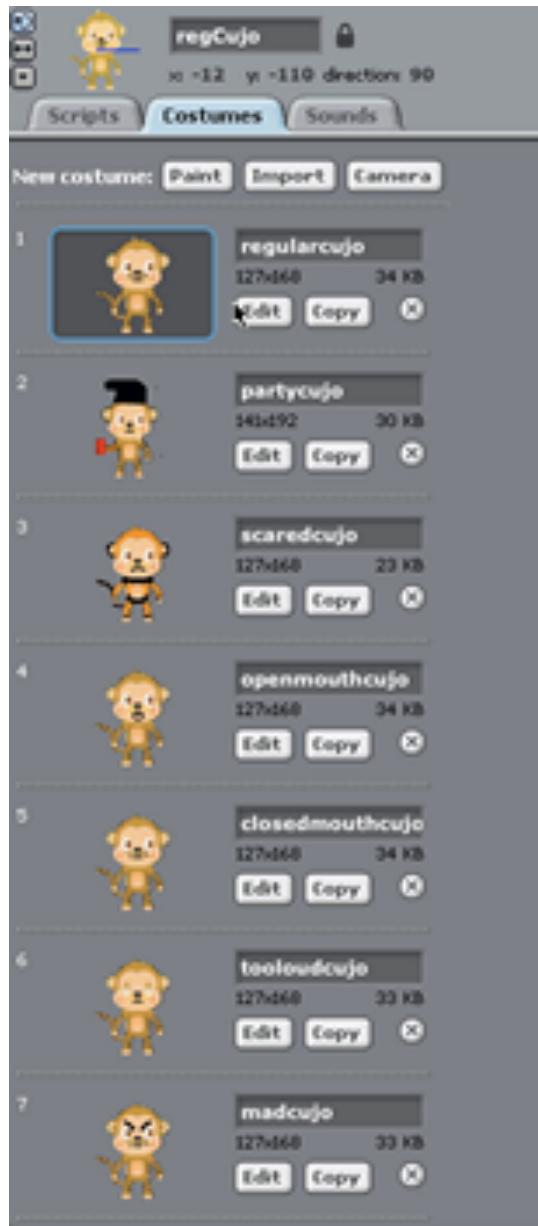 regCujo
x: -12 y: -110 direction: 90
Scripts Costumes Sounds
New costume: Paint Import Camera
1
regularcujo
127x168 34 KB
Edit Copy
2
partycujo
141x192 30 KB
Edit Copy
3
scaredcujo
127x168 23 KB
Edit Copy
4
openmouthcujo
127x168 34 KB
Edit Copy
5
closedmouthcujo
127x168 34 KB
Edit Copy
6
tooloudcujo
127x168 33 KB
Edit Copy
7
madcujo
127x168 33 KB
Edit Copy